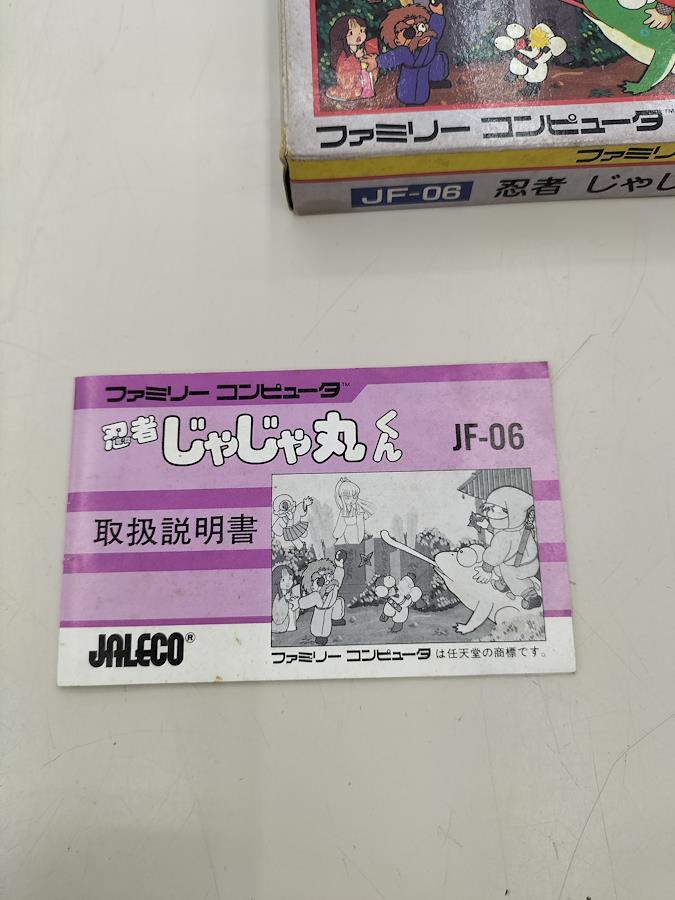 ファミリー コンピュータ™
ファミリ
JF-06 忍者 じゃじ
ファミリー コンピュータ™
忍者 じゃじゃ丸くん JF-06
取扱説明書
JALECO®
ファミリー コンピュータ は任天堂の商標です。